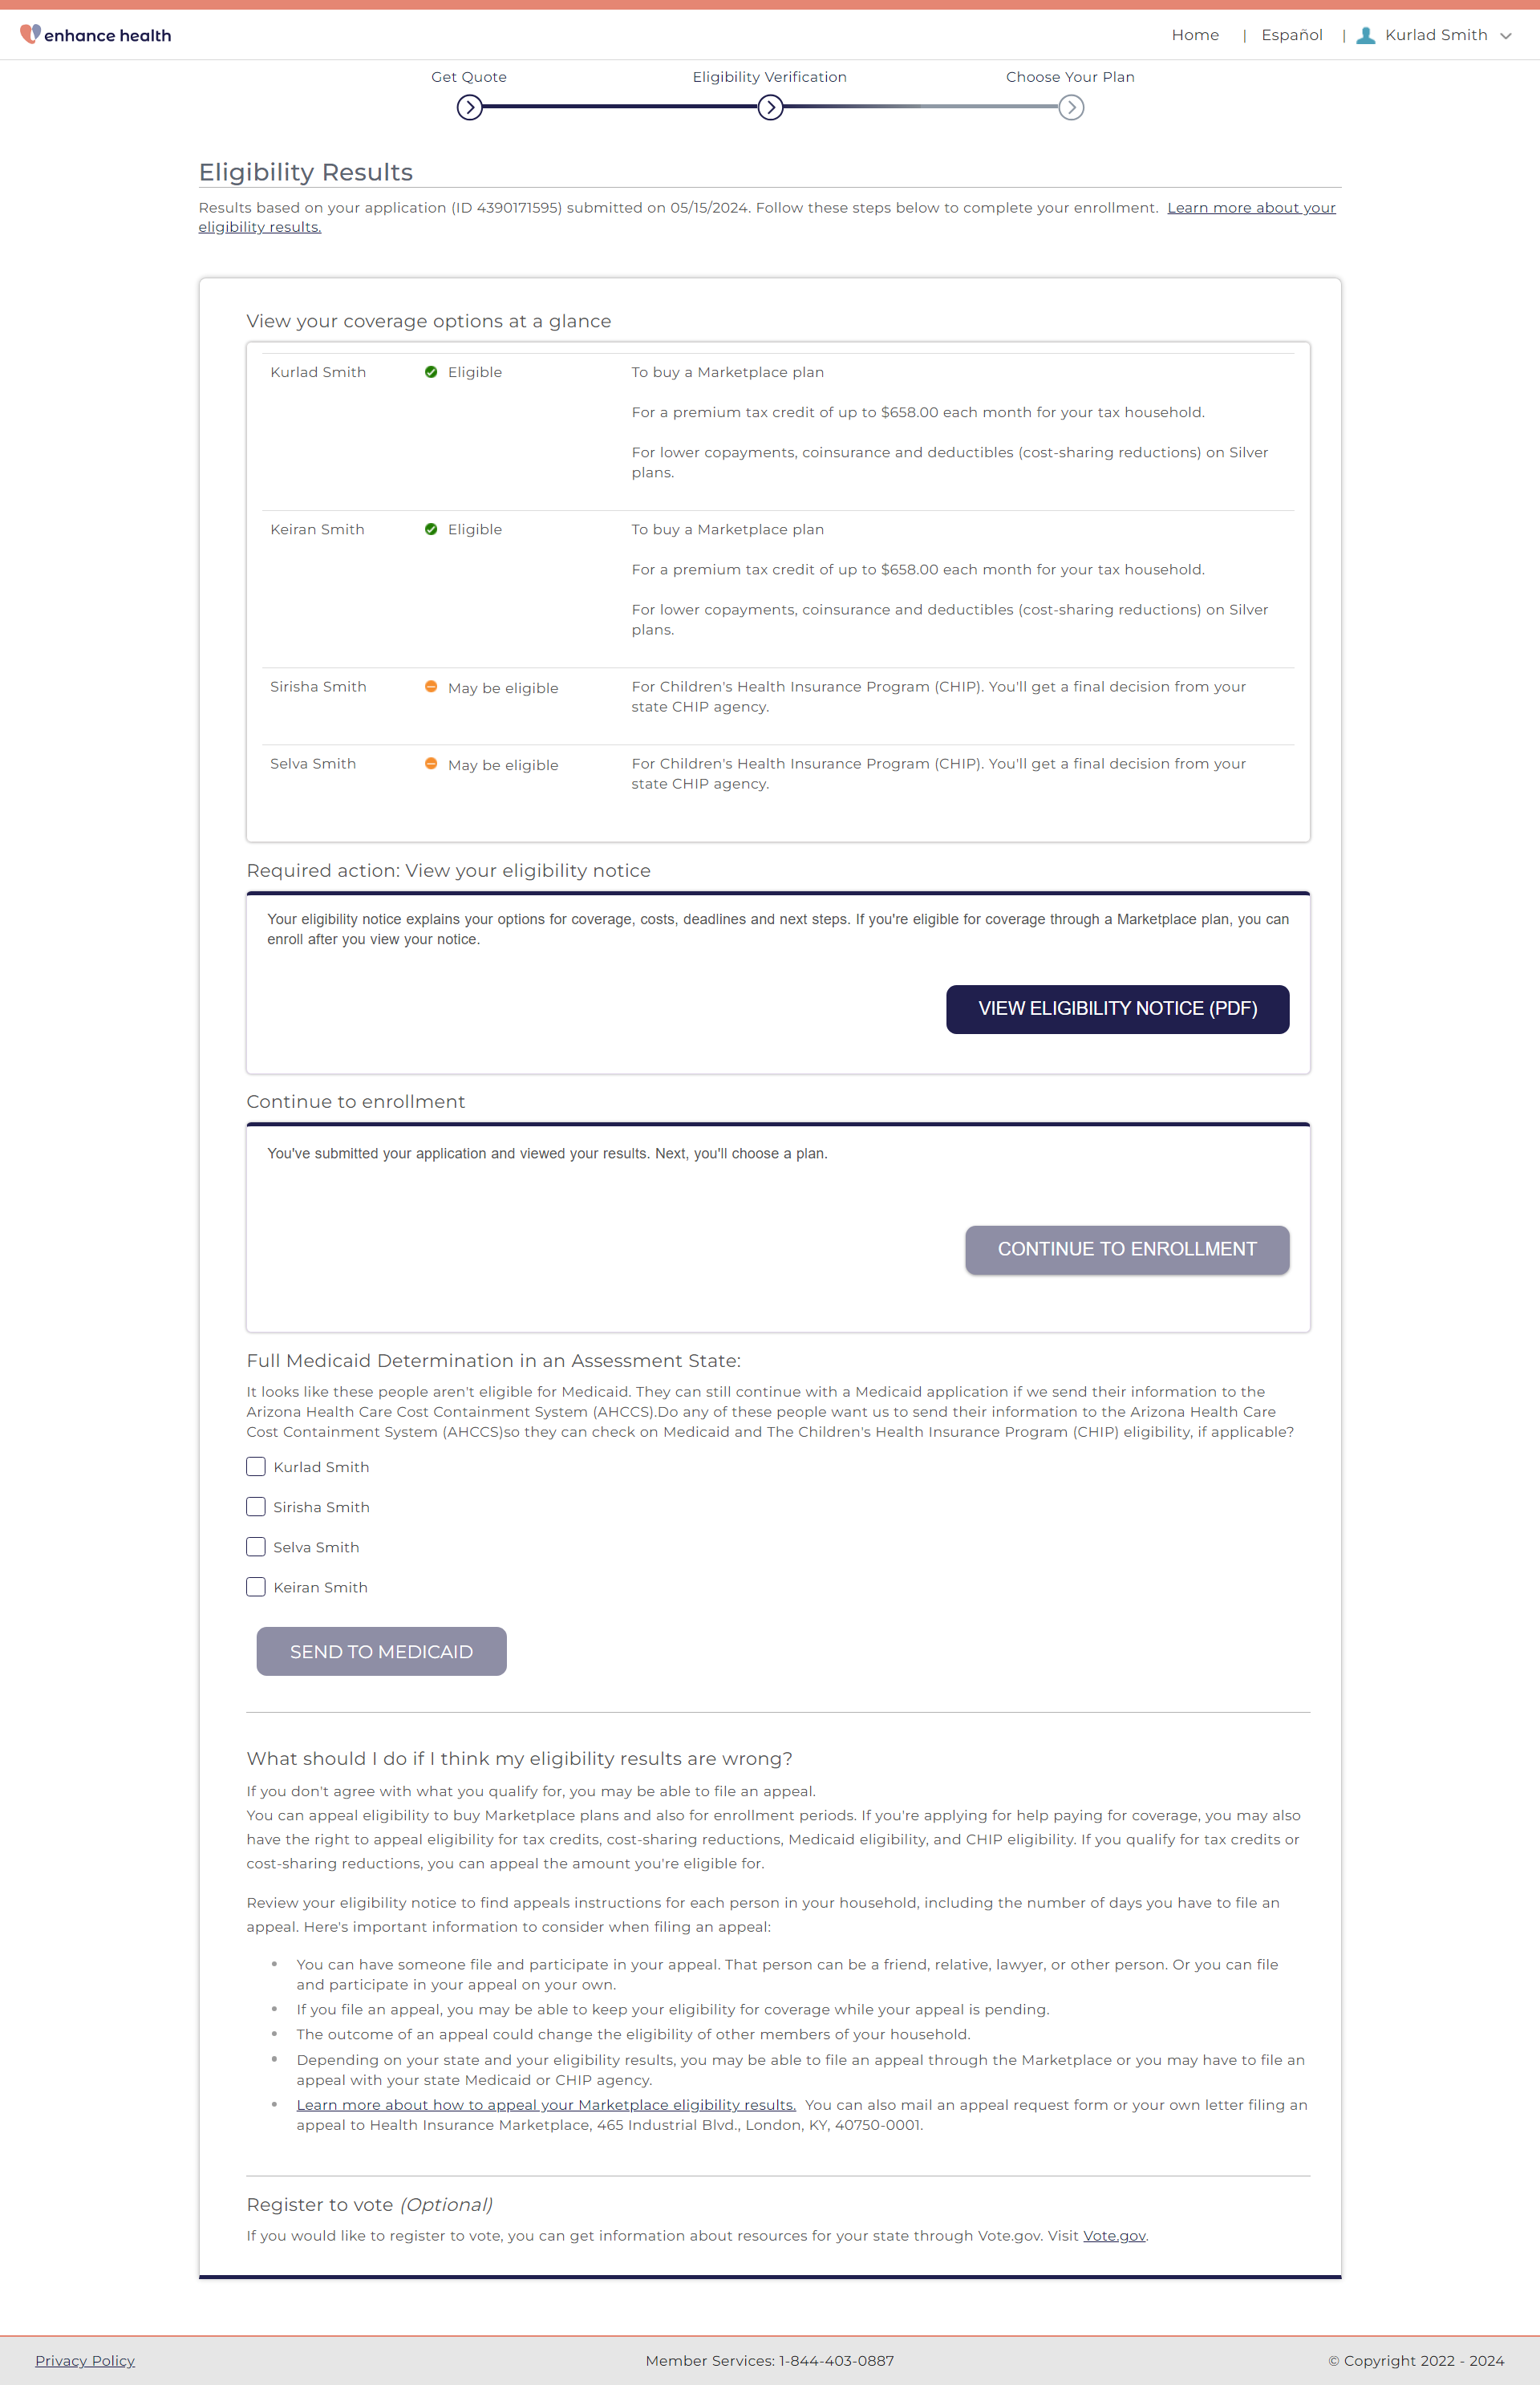 enhance health
Home | Español | Kurlad Smith
Get Quote Eligibility Verification Choose Your Plan
Eligibility Results
Results based on your application (ID 4390171595) submitted on 05/15/2024. Follow these steps below to complete your enrollment. Learn more about your
eligibility results.
View your coverage options at a glance
Kurlad Smith Eligible To buy a Marketplace plan
For a premium tax credit of up to $658.00 each month for your tax household.
For lower copayments, coinsurance and deductibles (cost-sharing reductions) on Silver
plans.
Keiran Smith Eligible To buy a Marketplace plan
For a premium tax credit of up to $658.00 each month for your tax household.
For lower copayments, coinsurance and deductibles (cost-sharing reductions) on Silver
plans.
Sirisha Smith May be eligible For Children's Health Insurance Program (CHIP). You'll get a final decision from your
state CHIP agency.
Selva Smith May be eligible For Children's Health Insurance Program (CHIP). You'll get a final decision from your
state CHIP agency.
Required action: View your eligibility notice
Your eligibility notice explains your options for coverage, costs, deadlines and next steps. If you're eligible for coverage through a Marketplace plan, you can
enroll after you view your notice.
VIEW ELIGIBILITY NOTICE (PDF)
Continue to enrollment
You've submitted your application and viewed your results. Next, you'll choose a plan.
CONTINUE TO ENROLLMENT
Full Medicaid Determination in an Assessment State:
It looks like these people aren't eligible for Medicaid. They can still continue with a Medicaid application if we send their information to the
Arizona Health Care Cost Containment System (AHCCS).Do any of these people want us to send their information to the Arizona Health Care
Cost Containment System (AHCCS)so they can check on Medicaid and The Children's Health Insurance Program (CHIP) eligibility, if applicable?
Kurlad Smith
Sirisha Smith
Selva Smith
Keiran Smith
SEND TO MEDICAID
What should I do if I think my eligibility results are wrong?
If you don't agree with what you qualify for, you may be able to file an appeal.
You can appeal eligibility to buy Marketplace plans and also for enrollment periods. If you're applying for help paying for coverage, you may also
have the right to appeal eligibility for tax credits, cost-sharing reductions, Medicaid eligibility, and CHIP eligibility. If you qualify for tax credits or
cost-sharing reductions, you can appeal the amount you're eligible for.
Review your eligibility notice to find appeals instructions for each person in your household, including the number of days you have to file an
appeal. Here's important information to consider when filing an appeal:
• You can have someone file and participate in your appeal. That person can be a friend, relative, lawyer, or other person. Or you can file
and participate in your appeal on your own.
• If you file an appeal, you may be able to keep your eligibility for coverage while your appeal is pending.
• The outcome of an appeal could change the eligibility of other members of your household.
• Depending on your state and your eligibility results, you may be able to file an appeal through the Marketplace or you may have to file an
appeal with your state Medicaid or CHIP agency.
• Learn more about how to appeal your Marketplace eligibility results. You can also mail an appeal request form or your own letter filing an
appeal to Health Insurance Marketplace, 465 Industrial Blvd., London, KY, 40750-0001.
Register to vote (Optional)
If you would like to register to vote, you can get information about resources for your state through Vote.gov. Visit Vote.gov.
Privacy Policy Member Services: 1-844-403-0887 © Copyright 2022 - 2024